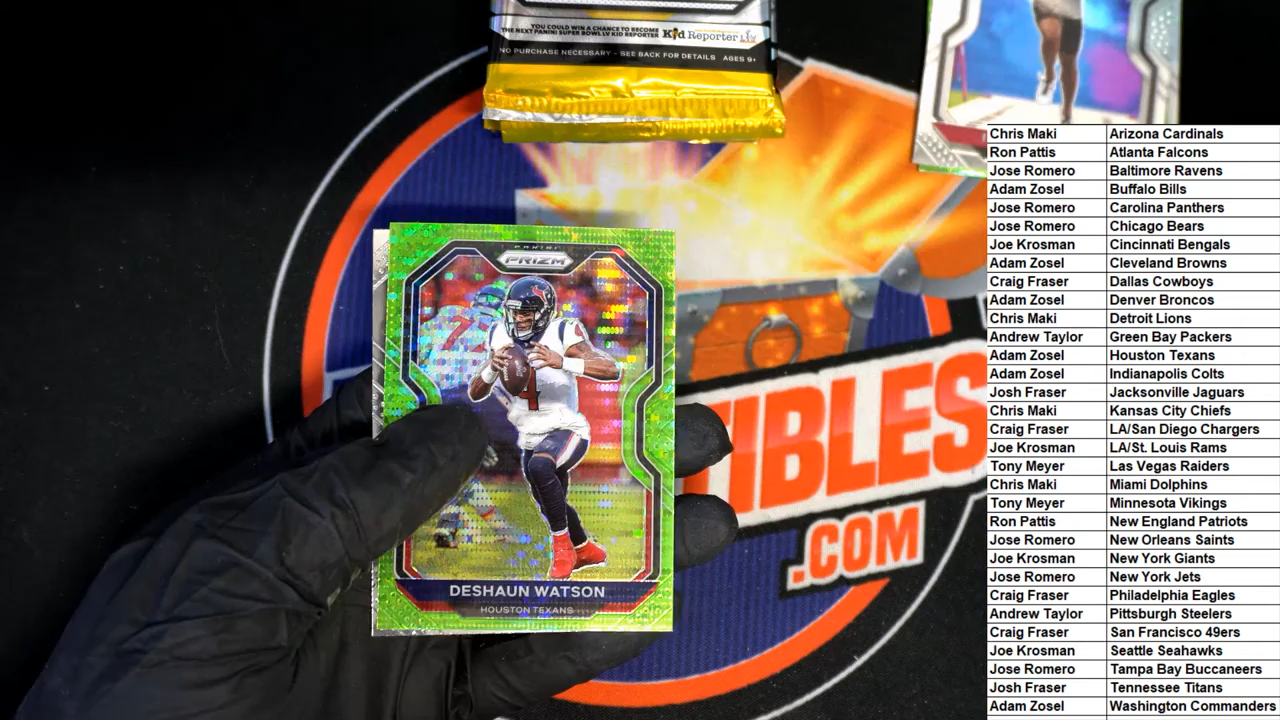 YOU COULD WIN A CHANCE TO BECOME
THE NEXT PANINI SUPER BOWL LV KID REPORTER
Kid Reporter LV
NO PURCHASE NECESSARY - SEE BACK FOR DETAILS AGES 9+
PANINI
PRIZM
7
4
DESHAUN WATSON
HOUSTON TEXANS
TIBLES
.COM
Chris Maki Arizona Cardinals
Ron Pattis Atlanta Falcons
Jose Romero Baltimore Ravens
Adam Zosel Buffalo Bills
Jose Romero Carolina Panthers
Jose Romero Chicago Bears
Joe Krosman Cincinnati Bengals
Adam Zosel Cleveland Browns
Craig Fraser Dallas Cowboys
Adam Zosel Denver Broncos
Chris Maki Detroit Lions
Andrew Taylor Green Bay Packers
Adam Zosel Houston Texans
Adam Zosel Indianapolis Colts
Josh Fraser Jacksonville Jaguars
Chris Maki Kansas City Chiefs
Craig Fraser LA/San Diego Chargers
Joe Krosman LA/St. Louis Rams
Tony Meyer Las Vegas Raiders
Chris Maki Miami Dolphins
Tony Meyer Minnesota Vikings
Ron Pattis New England Patriots
Jose Romero New Orleans Saints
Joe Krosman New York Giants
Jose Romero New York Jets
Craig Fraser Philadelphia Eagles
Andrew Taylor Pittsburgh Steelers
Craig Fraser San Francisco 49ers
Joe Krosman Seattle Seahawks
Jose Romero Tampa Bay Buccaneers
Josh Fraser Tennessee Titans
Adam Zosel Washington Commanders